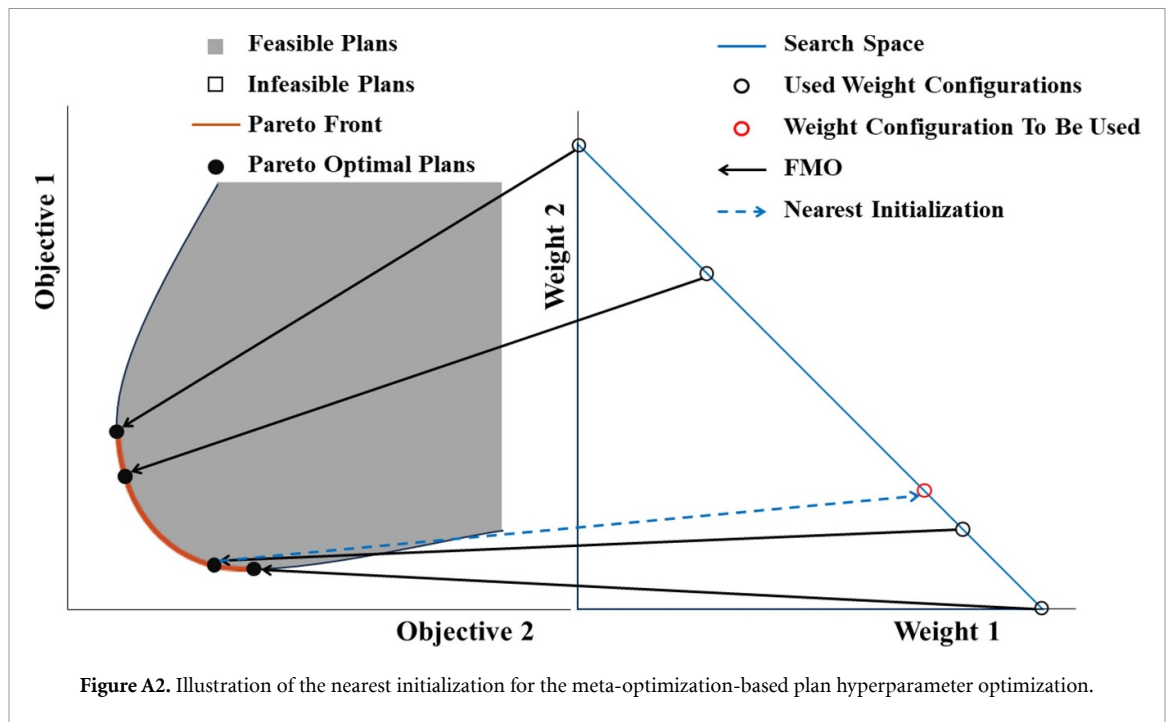 Feasible Plans
Infeasible Plans
Pareto Front
Pareto Optimal Plans
Search Space
Used Weight Configurations
Weight Configuration To Be Used
FMO
Nearest Initialization
Objective 1
Weight 2
Objective 2
Weight 1
Figure A2. Illustration of the nearest initialization for the meta-optimization-based plan hyperparameter optimization.